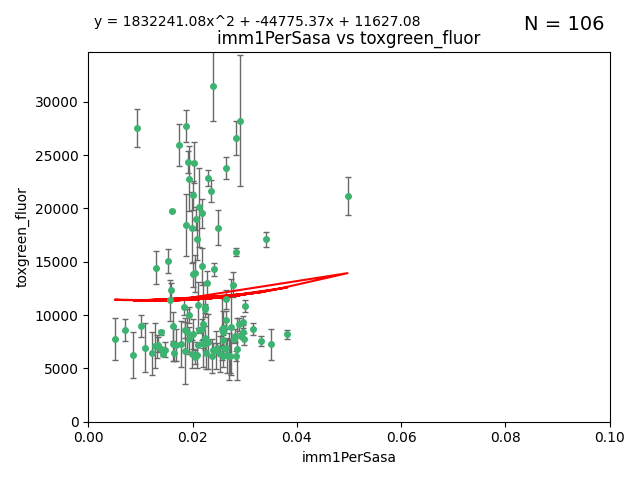 y = 1832241.08x^2 + -44775.37x + 11627.08
N = 106
imm1PerSasa vs toxgreen_fluor
30000
25000
20000
15000
10000
5000
0
toxgreen_fluor
0.00 0.02 0.04 0.06 0.08 0.10
imm1PerSasa